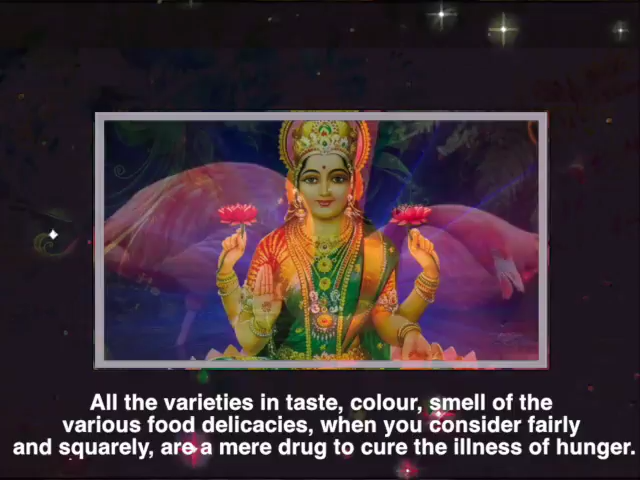 All the varieties in taste, colour, smell of the
various food delicacies, when you consider fairly
and squarely, are a mere drug to cure the illness of hunger.